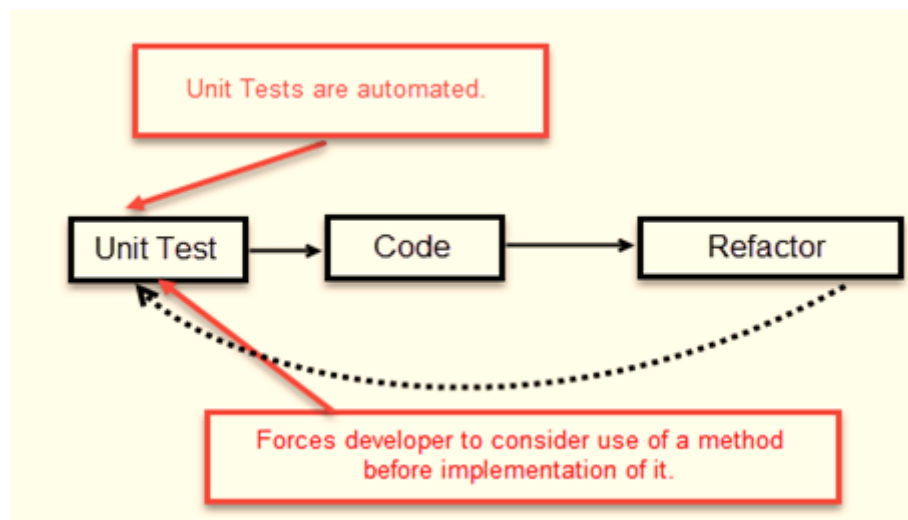 Unit Tests are automated.
Unit Test
Code
Refactor
Forces developer to consider use of a method
before implementation of it.